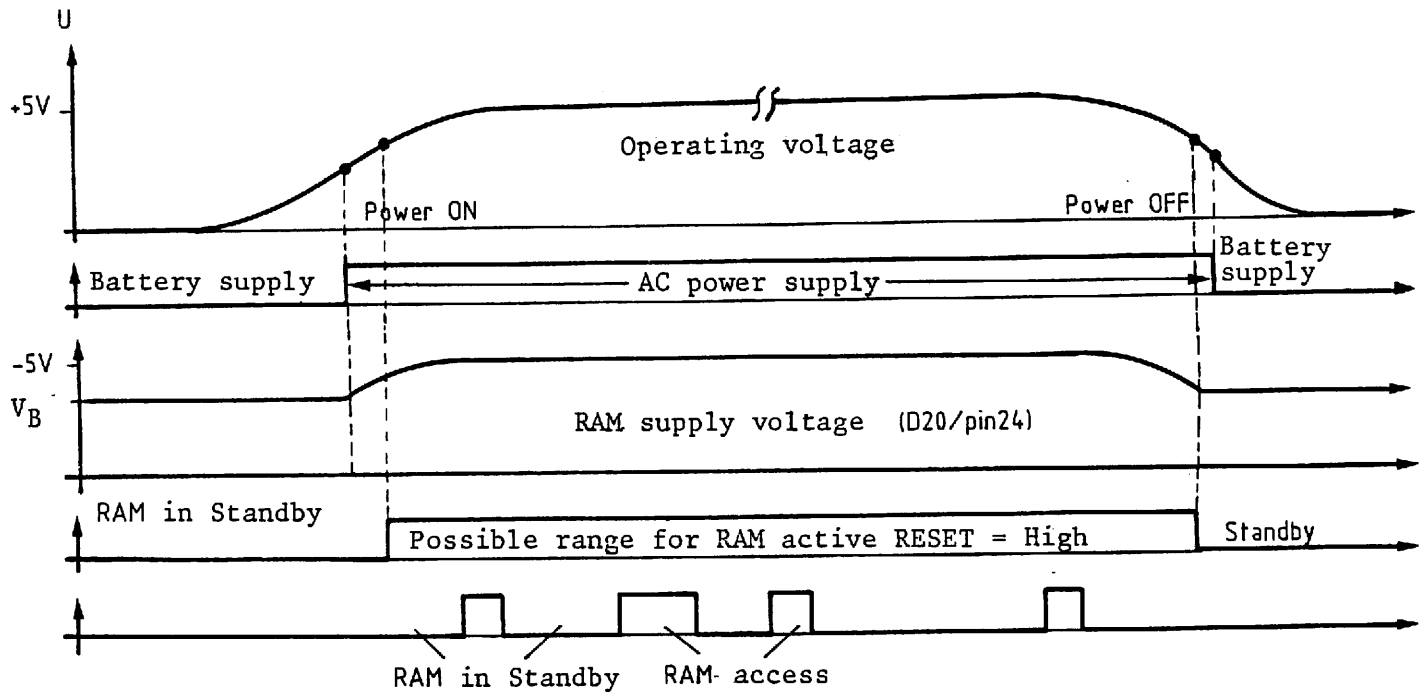 U
+5V
Operating voltage
Power ON
Power OFF
Battery supply
AC power supply
Battery
supply
-5V
VB
RAM supply voltage (D20/pin24)
RAM in Standby
Possible range for RAM active RESET = High
Standby
RAM in Standby
RAM- access